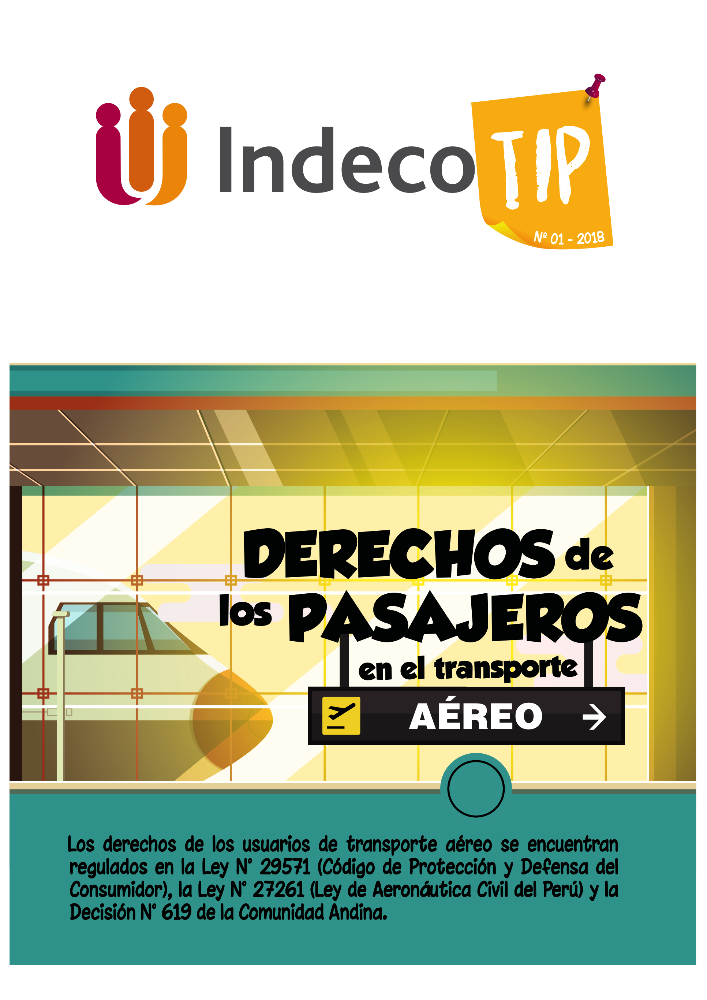 Indeco
TIP
Nº 01 - 2018
DERECHOS de
los PASAJEROS
en el transporte
AÉREO
Los derechos de los usuarios de transporte aéreo se encuentran
regulados en la Ley N° 29571 (Código de Protección y Defensa del
Consumidor), la Ley N° 27261 (Ley de Aeronáutica Civil del Perú) y la
Decisión N° 619 de la Comunidad Andina.